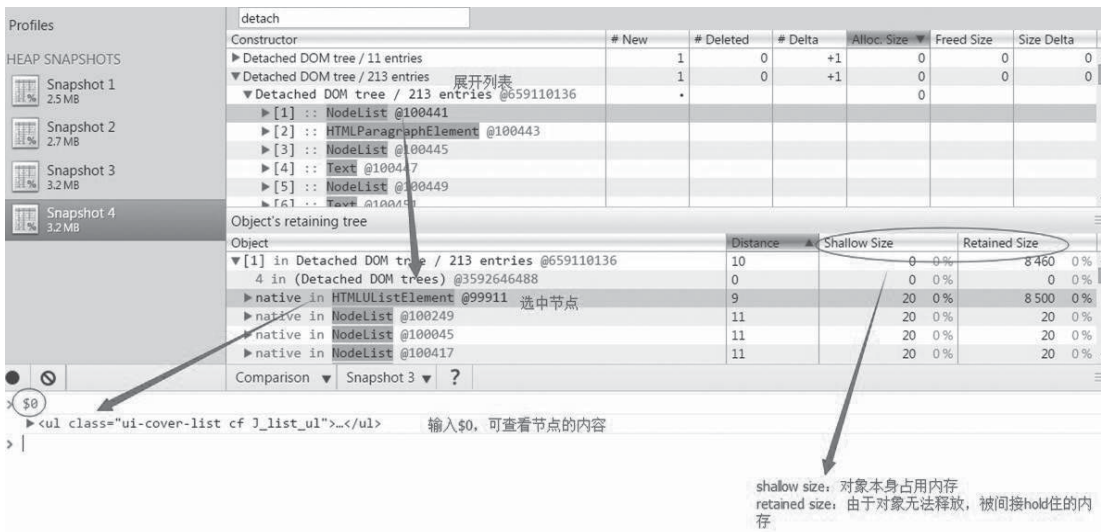 Profiles
HEAP SNAPSHOTS
Snapshot 1
2.5 MB
Snapshot 2
2.7 MB
Snapshot 3
3.2 MB
Snapshot 4
3.2 MB
detach
Constructor # New # Deleted # Delta Alloc. Size ▼ Freed Size Size Delta
▶Detached DOM tree / 11 entries 1 0 +1 0 0 0
▼Detached DOM tree / 213 entries 1 0 +1 0 0 0
展开列表
▼Detached DOM tree / 213 entries @659110136 • 0
▶[1] :: NodeList @100441
▶[2] :: HTMLParagraphElement @100443
▶[3] :: NodeList @100445
▶[4] :: Text @100447
▶[5] :: NodeList @100449
▶[6] :: Text @100451
Object's retaining tree
Object Distance ▲ Shallow Size Retained Size
▼[1] in Detached DOM tree / 213 entries @659110136 10 0 0 % 8 460 0 %
4 in (Detached DOM trees) @3592646488 0 0 0 % 0 0 %
▶native in HTMLUListElement @99911 选中节点 9 20 0 % 8 500 0 %
▶native in NodeList @100249 11 20 0 % 20 0 %
▶native in NodeList @100045 11 20 0 % 20 0 %
▶native in NodeList @100417 11 20 0 % 20 0 %
Comparison ▼ Snapshot 3 ▼ ?
> $0
▶<ul class="ui-cover-list cf J_list_ul">…</ul> 输入$0，可查看节点的内容
>
shallow size：对象本身占用内存
retained size：由于对象无法释放，被间接hold住的内
存